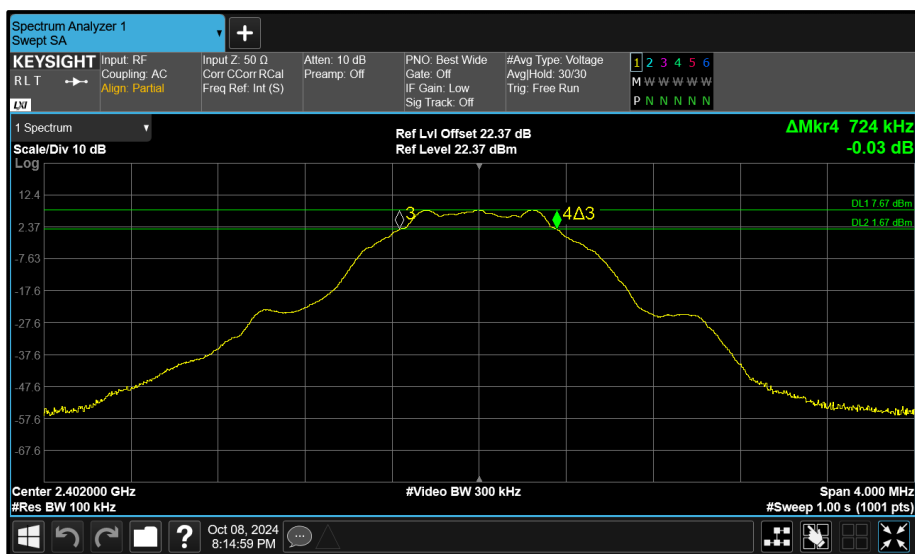 Spectrum Analyzer 1
Swept SA
+
KEYSIGHT
RLT
LXI
Input: RF
Coupling: AC
Align: Partial
Input Z: 50 Ω
Corr CCorr RCal
Freq Ref: Int (S)
Atten: 10 dB
Preamp: Off
PNO: Best Wide
Gate: Off
IF Gain: Low
Sig Track: Off
#Avg Type: Voltage
Avg|Hold: 30/30
Trig: Free Run
1 2 3 4 5 6
M W W W W W
P N N N N N
1 Spectrum
Scale/Div 10 dB
Ref Lvl Offset 22.37 dB
Ref Level 22.37 dBm
ΔMkr4 724 kHz
-0.03 dB
Log
12.4
2.37
-7.63
-17.6
-27.6
-37.6
-47.6
-57.6
-67.6
3
4Δ3
DL1 7.67 dBm
DL2 1.67 dBm
Center 2.402000 GHz
#Video BW 300 kHz
Span 4.000 MHz
#Res BW 100 kHz
#Sweep 1.00 s (1001 pts)
?
Oct 08, 2024
8:14:59 PM